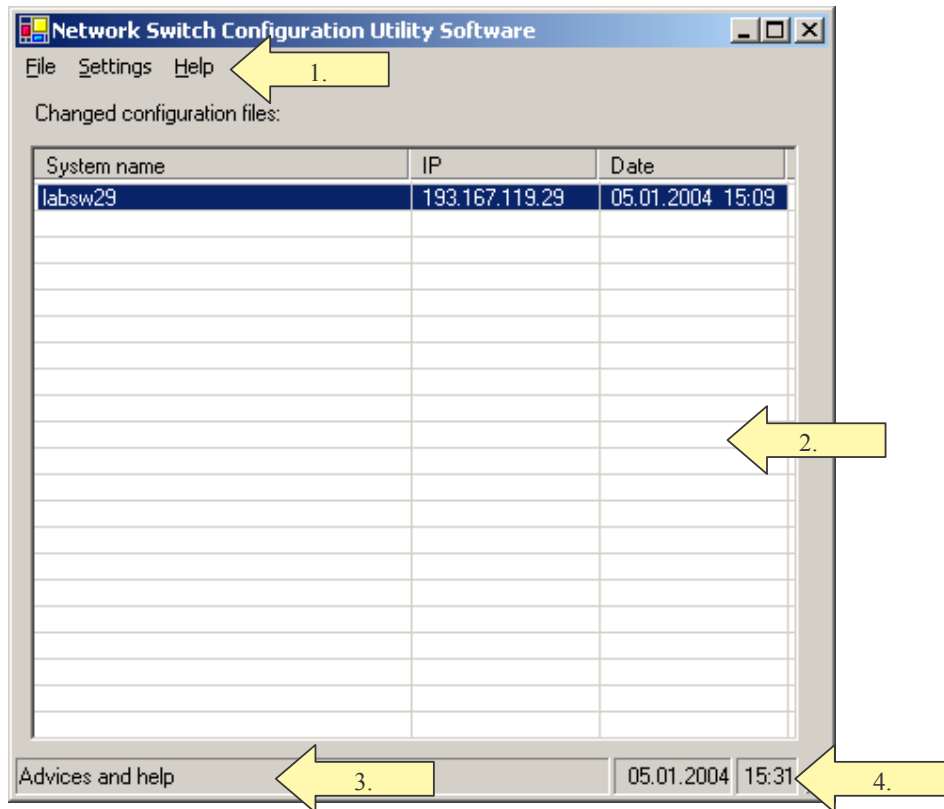 Network Switch Configuration Utility Software
File Settings Help
1.
Changed configuration files:
System name IP Date
labsw29 193.167.119.29 05.01.2004 15:09
2.
Advices and help 3. 05.01.2004 15:31 4.